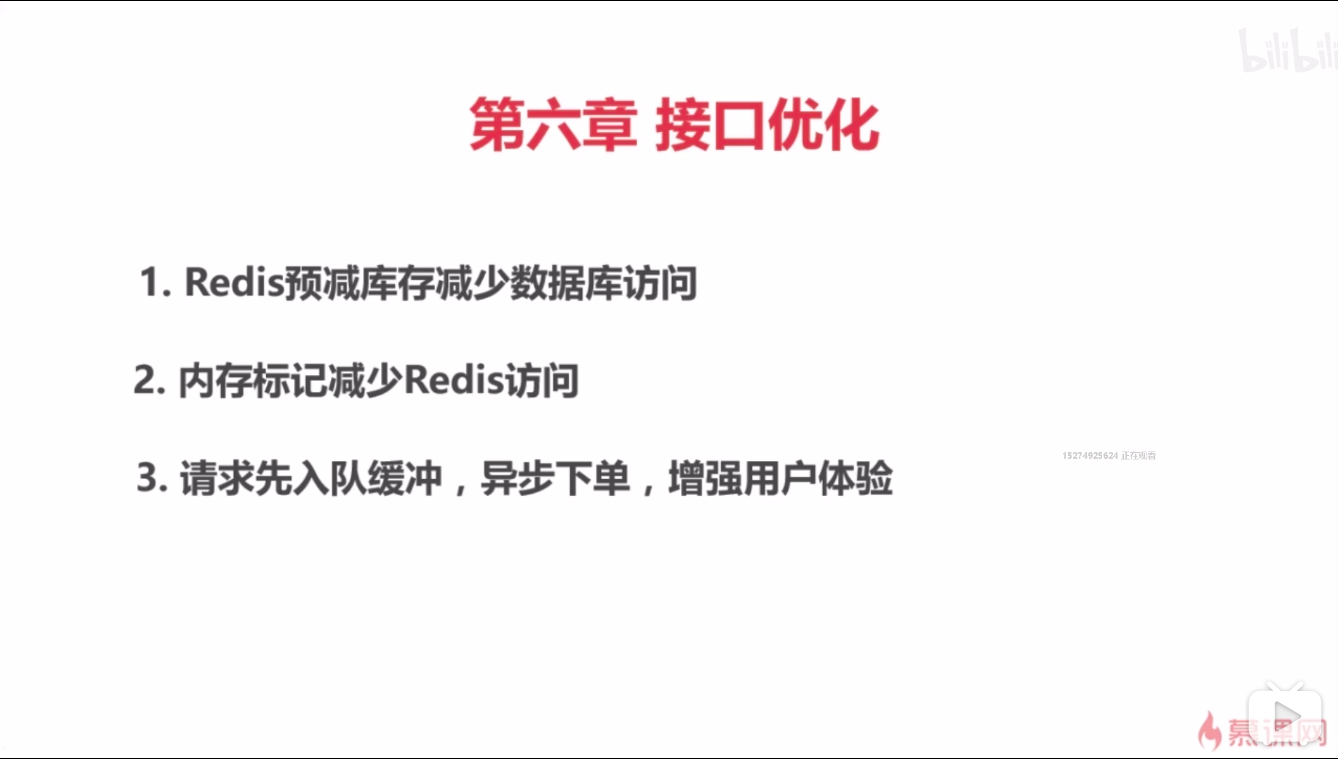 bilibili
第六章 接口优化
1. Redis预减库存减少数据库访问
2. 内存标记减少Redis访问
15274925624 正在观看
3. 请求先入队缓冲，异步下单，增强用户体验
慕课网